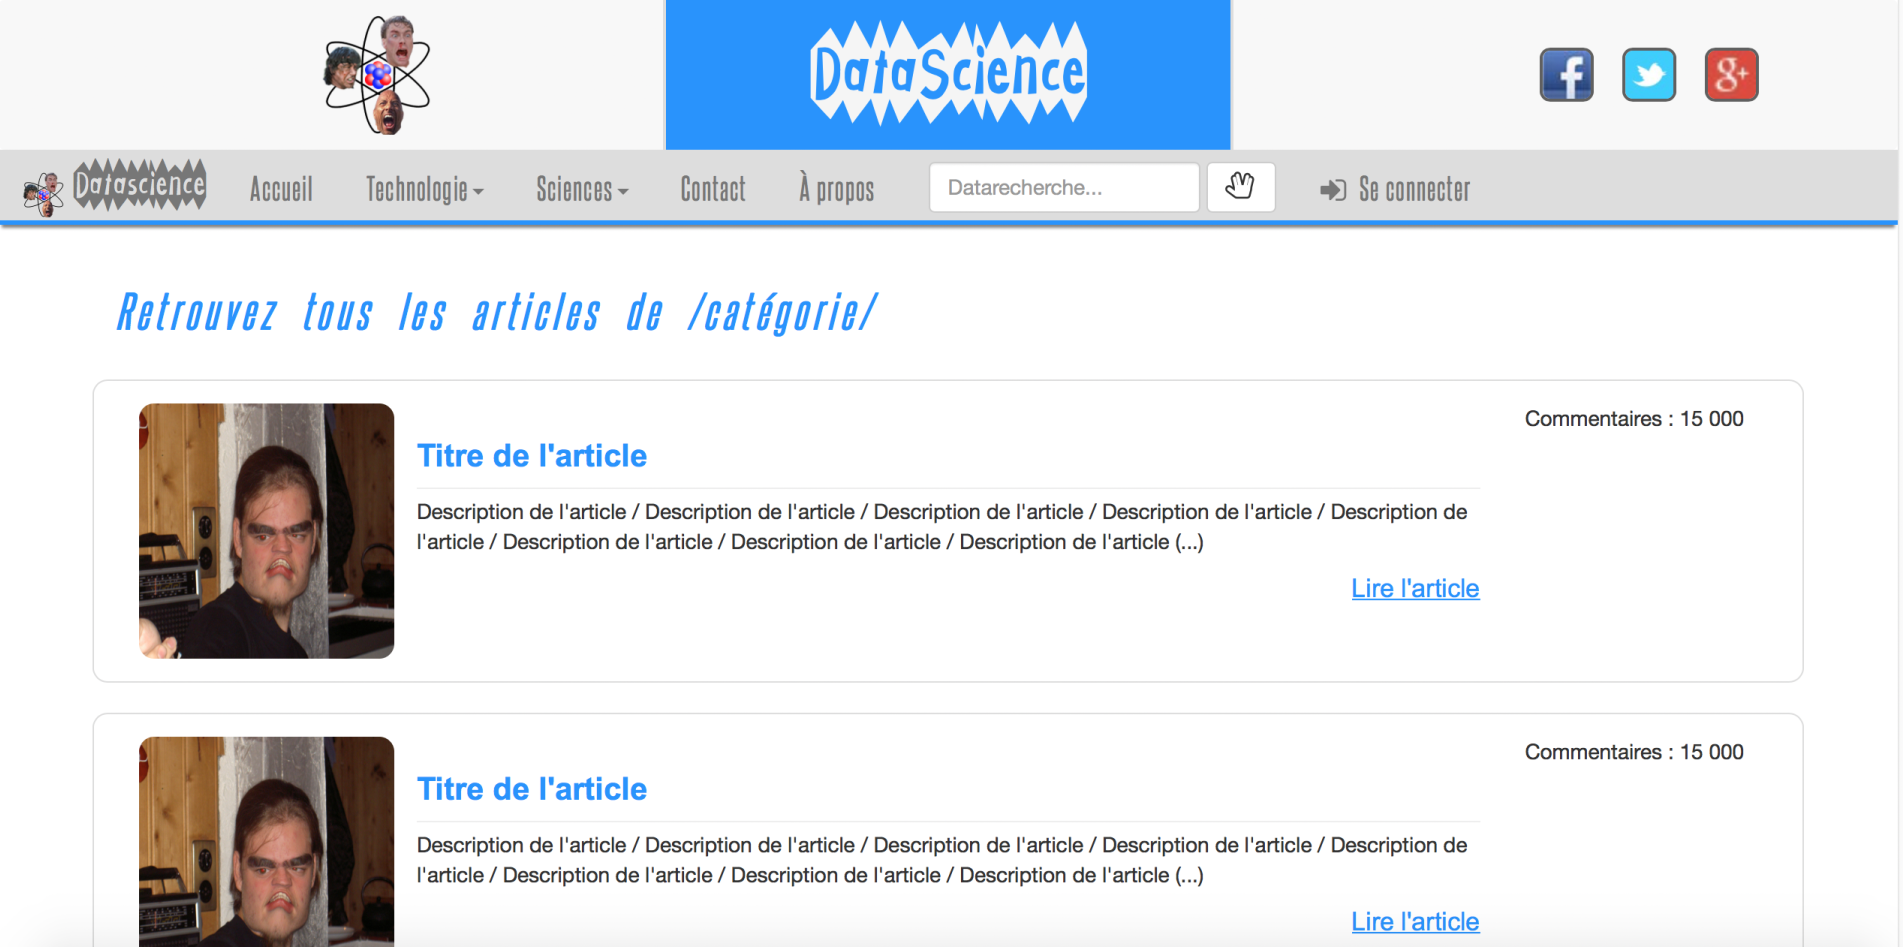 DataScience
f
g+
Datascience Accueil Technologie Sciences Contact À propos Datarecherche... Se connecter
Retrouvez tous les articles de /catégorie/
Commentaires : 15 000
Titre de l'article
Description de l'article / Description de l'article / Description de l'article / Description de l'article / Description de
l'article / Description de l'article / Description de l'article / Description de l'article (...)
Lire l'article
Commentaires : 15 000
Titre de l'article
Description de l'article / Description de l'article / Description de l'article / Description de l'article / Description de
l'article / Description de l'article / Description de l'article / Description de l'article (...)
Lire l'article